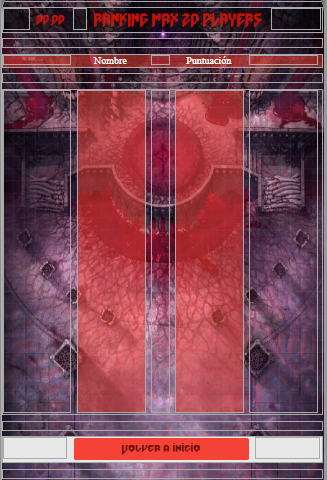 00:00 RANKING MAX 20 PLAYERS
Nombre Puntuación
VOLVER A INICIO